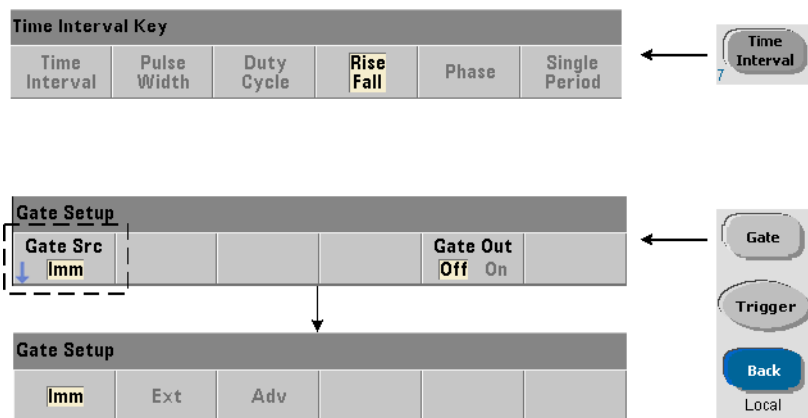 Time Interval Key
Time Interval
Time Interval
Pulse Width
Duty Cycle
Rise Fall
Phase
Single Period
7
Gate Setup
Gate Src
Imm
Gate Out
Off On
Gate
Trigger
Gate Setup
Imm
Ext
Adv
Back
Local